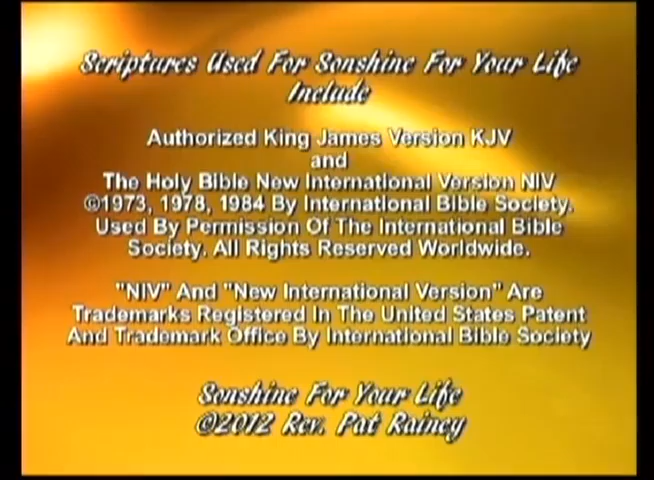 Scriptures Used For Sonshine For Your Life
Include
Authorized King James Version KJV
and
The Holy Bible New International Version NIV
©1973, 1978, 1984 By International Bible Society.
Used By Permission Of The International Bible
Society. All Rights Reserved Worldwide.
"NIV" And "New International Version" Are
Trademarks Registered In The United States Patent
And Trademark Office By International Bible Society
Sonshine For Your Life
©2012 Rev. Pat Rainey